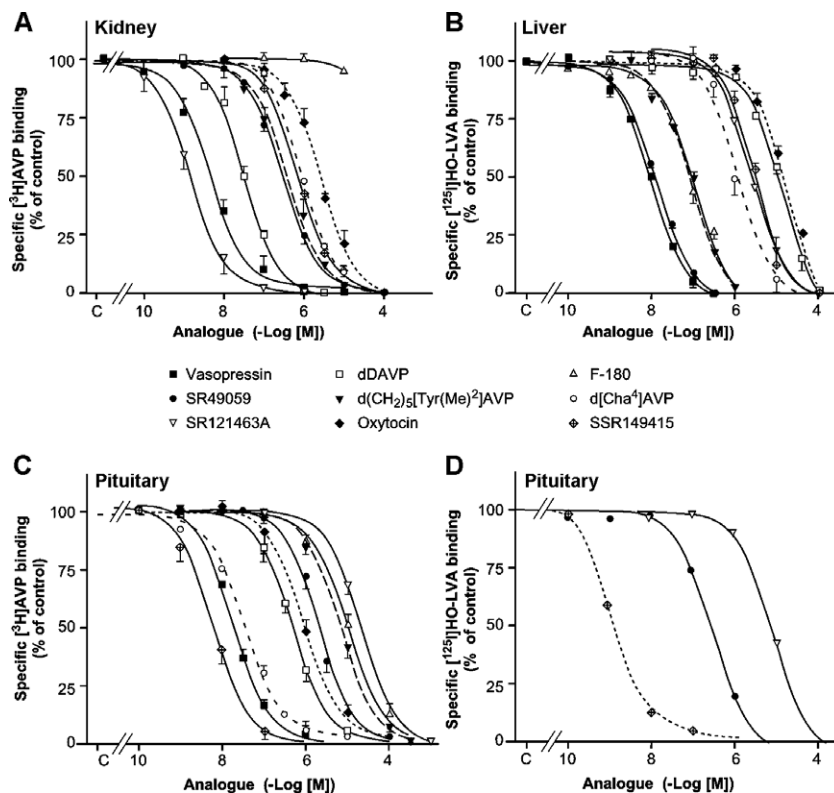 A
Kidney
Specific [³H]AVP binding
(% of control)
100
75
50
25
0
C
10
8
6
4
Analogue (-Log [M])
B
Liver
Specific [¹²⁵I]HO-LVA binding
(% of control)
100
75
50
25
0
C
10
8
6
4
Analogue (-Log [M])
Vasopressin
dDAVP
F-180
SR49059
d(CH₂)₅[Tyr(Me)²]AVP
d[Cha⁴]AVP
SR121463A
Oxytocin
SSR149415
C
Pituitary
Specific [³H]AVP binding
(% of control)
100
75
50
25
0
C
10
8
6
4
Analogue (-Log [M])
D
Pituitary
Specific [¹²⁵I]HO-LVA binding
(% of control)
100
75
50
25
0
C
10
8
6
4
Analogue (-Log [M])